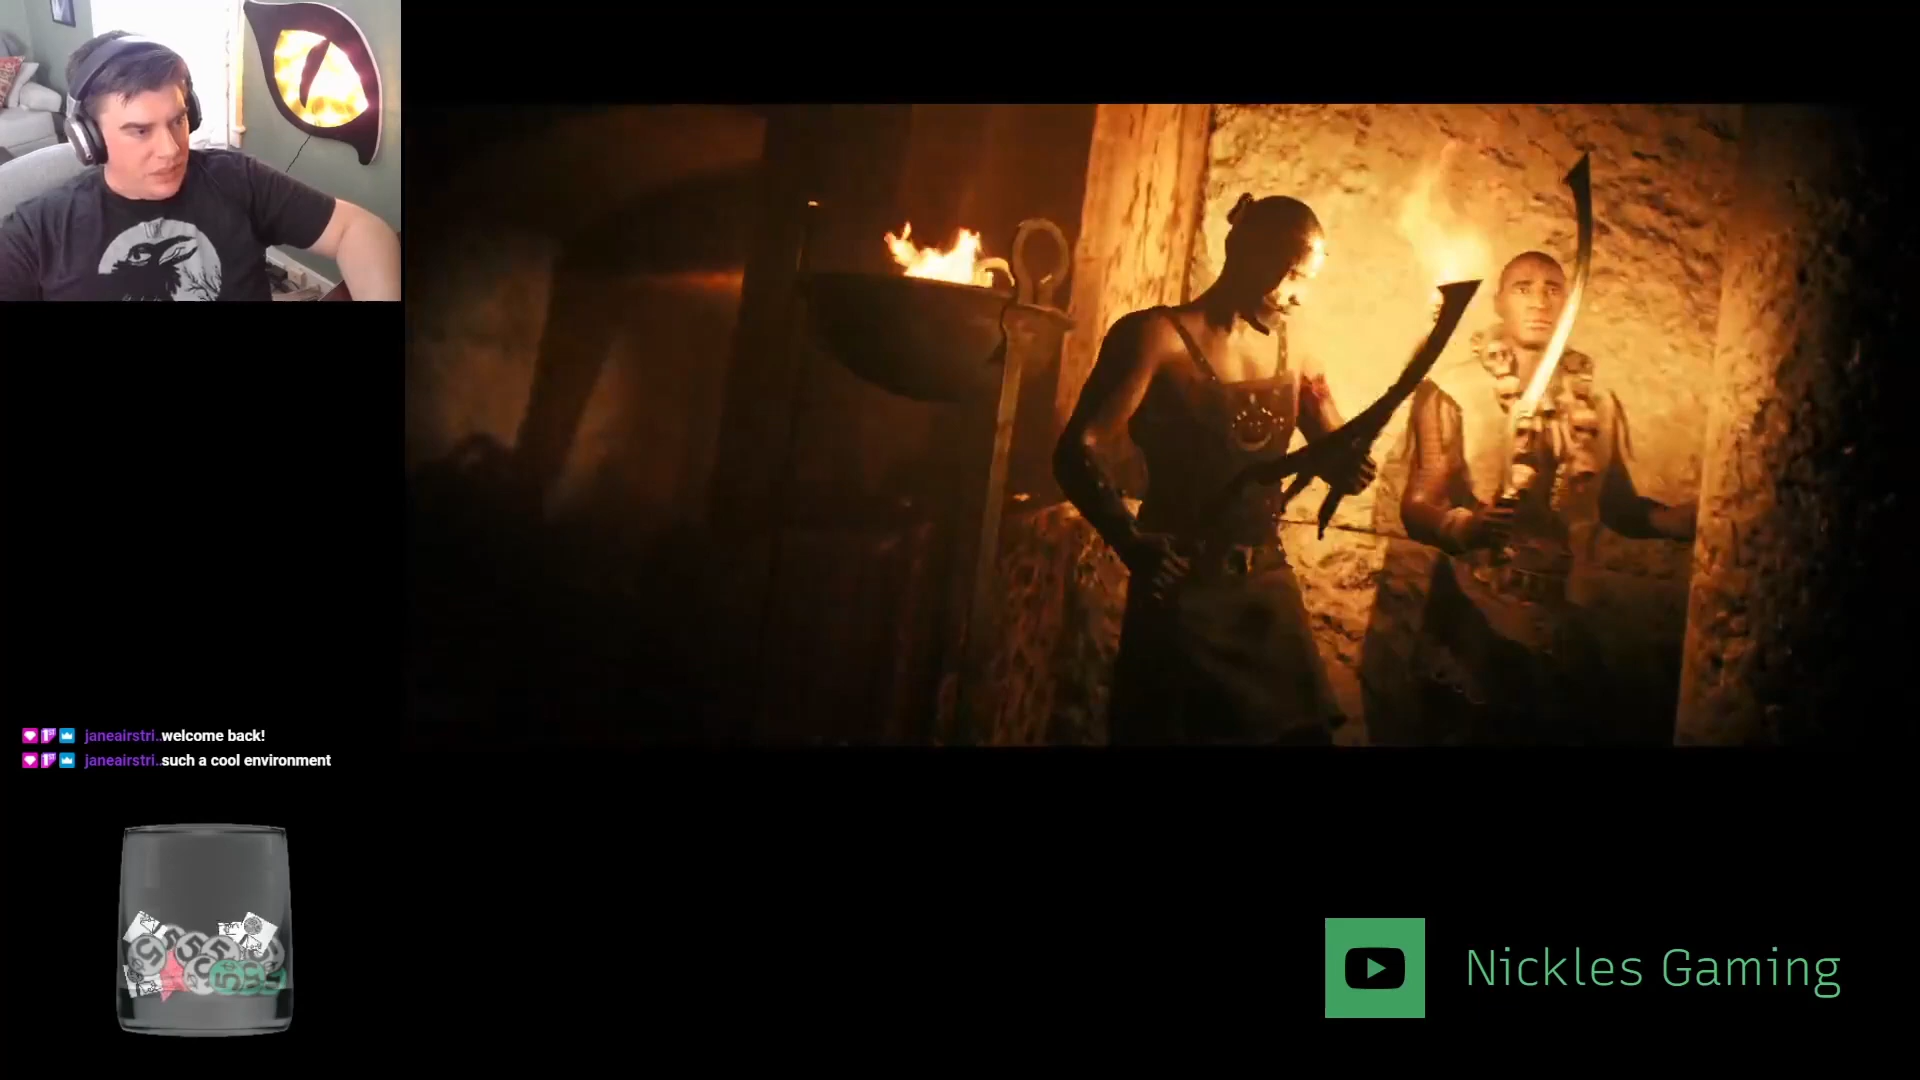 janeairstri..welcome back!
janeairstri..such a cool environment
Nickles Gaming